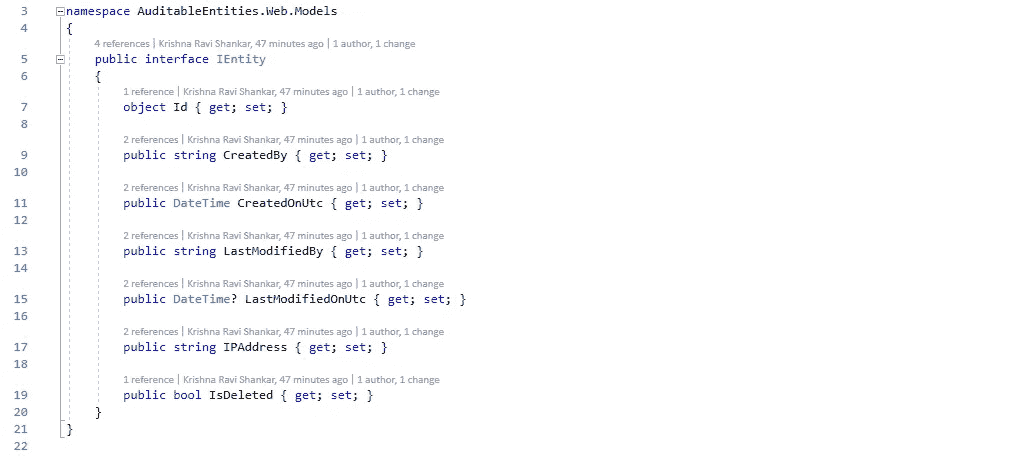 3 namespace AuditableEntities.Web.Models
4 {
4 references | Krishna Ravi Shankar, 47 minutes ago | 1 author, 1 change
5 public interface IEntity
6 {
1 reference | Krishna Ravi Shankar, 47 minutes ago | 1 author, 1 change
7 object Id { get; set; }
8
2 references | Krishna Ravi Shankar, 47 minutes ago | 1 author, 1 change
9 public string CreatedBy { get; set; }
10
2 references | Krishna Ravi Shankar, 47 minutes ago | 1 author, 1 change
11 public DateTime CreatedOnUtc { get; set; }
12
2 references | Krishna Ravi Shankar, 47 minutes ago | 1 author, 1 change
13 public string LastModifiedBy { get; set; }
14
2 references | Krishna Ravi Shankar, 47 minutes ago | 1 author, 1 change
15 public DateTime? LastModifiedOnUtc { get; set; }
16
2 references | Krishna Ravi Shankar, 47 minutes ago | 1 author, 1 change
17 public string IPAddress { get; set; }
18
1 reference | Krishna Ravi Shankar, 47 minutes ago | 1 author, 1 change
19 public bool IsDeleted { get; set; }
20 }
21 }
22